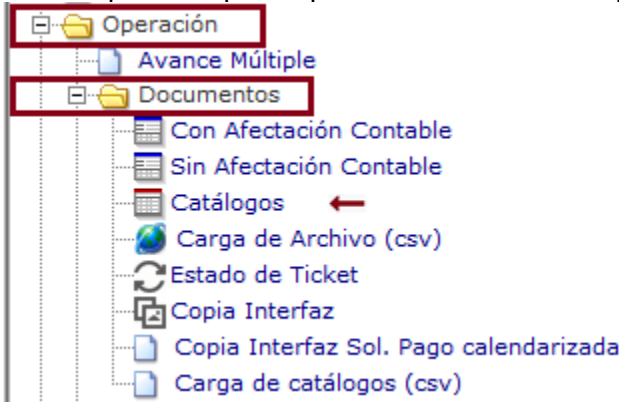 Operación
Avance Múltiple
Documentos
Con Afectación Contable
Sin Afectación Contable
Catálogos
Carga de Archivo (csv)
Estado de Ticket
Copia Interfaz
Copia Interfaz Sol. Pago calendarizada
Carga de catálogos (csv)